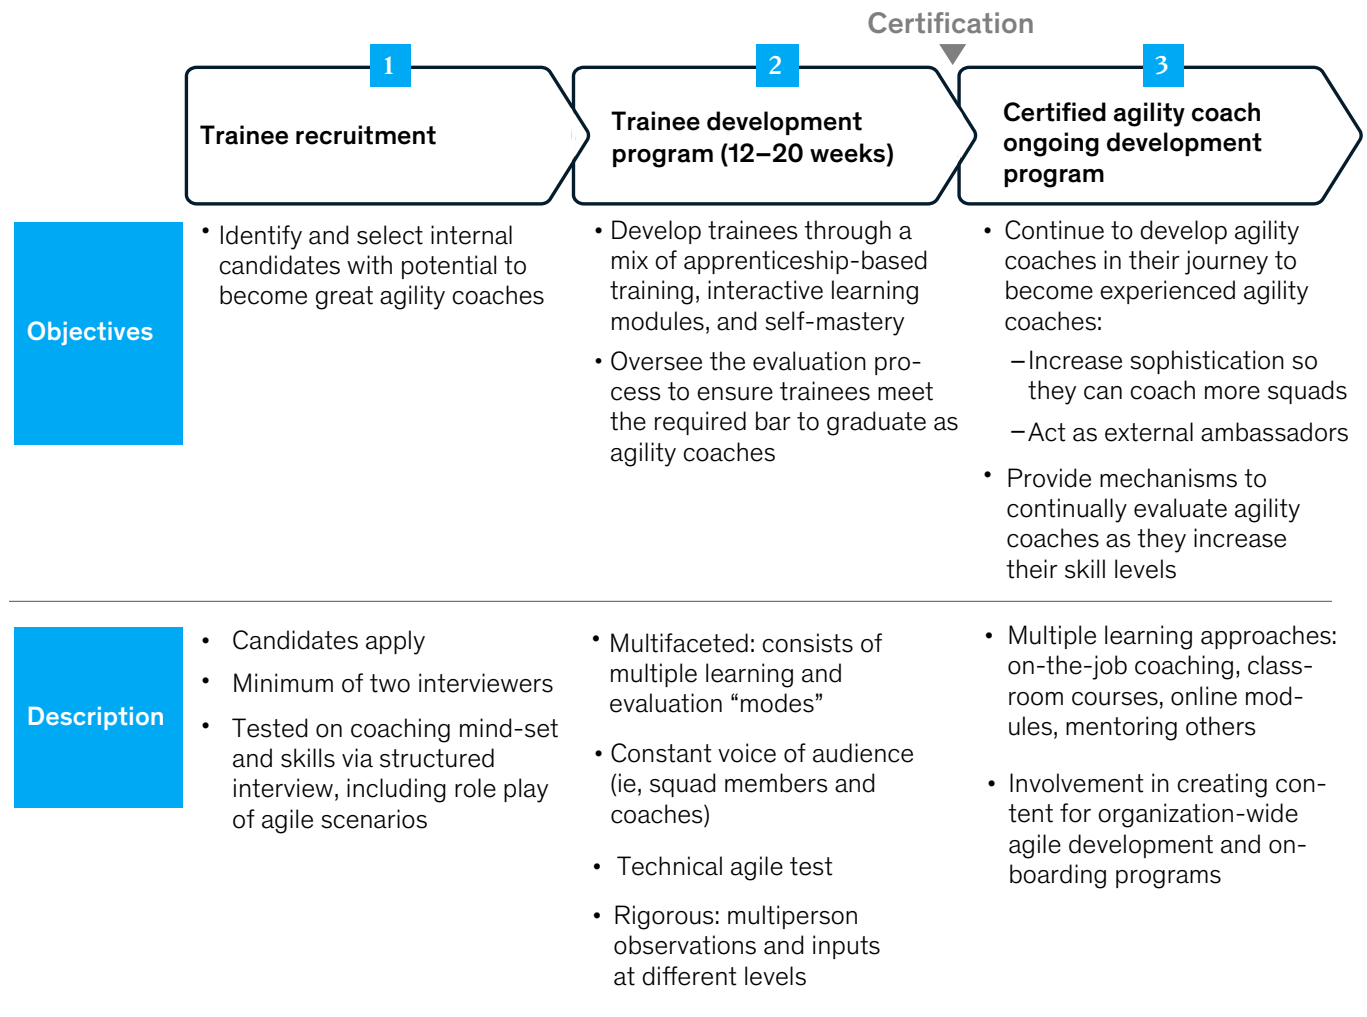 Certification
1
Trainee recruitment
2
Trainee development
program (12–20 weeks)
3
Certified agility coach
ongoing development
program
Objectives
• Identify and select internal
candidates with potential to
become great agility coaches
• Develop trainees through a
mix of apprenticeship-based
training, interactive learning
modules, and self-mastery
• Oversee the evaluation pro-
cess to ensure trainees meet
the required bar to graduate as
agility coaches
• Continue to develop agility
coaches in their journey to
become experienced agility
coaches:
–Increase sophistication so
they can coach more squads
–Act as external ambassadors
• Provide mechanisms to
continually evaluate agility
coaches as they increase
their skill levels
Description
• Candidates apply
• Minimum of two interviewers
• Tested on coaching mind-set
and skills via structured
interview, including role play
of agile scenarios
• Multifaceted: consists of
multiple learning and
evaluation “modes”
• Constant voice of audience
(ie, squad members and
coaches)
• Technical agile test
• Rigorous: multiperson
observations and inputs
at different levels
• Multiple learning approaches:
on-the-job coaching, class-
room courses, online mod-
ules, mentoring others
• Involvement in creating con-
tent for organization-wide
agile development and on-
boarding programs